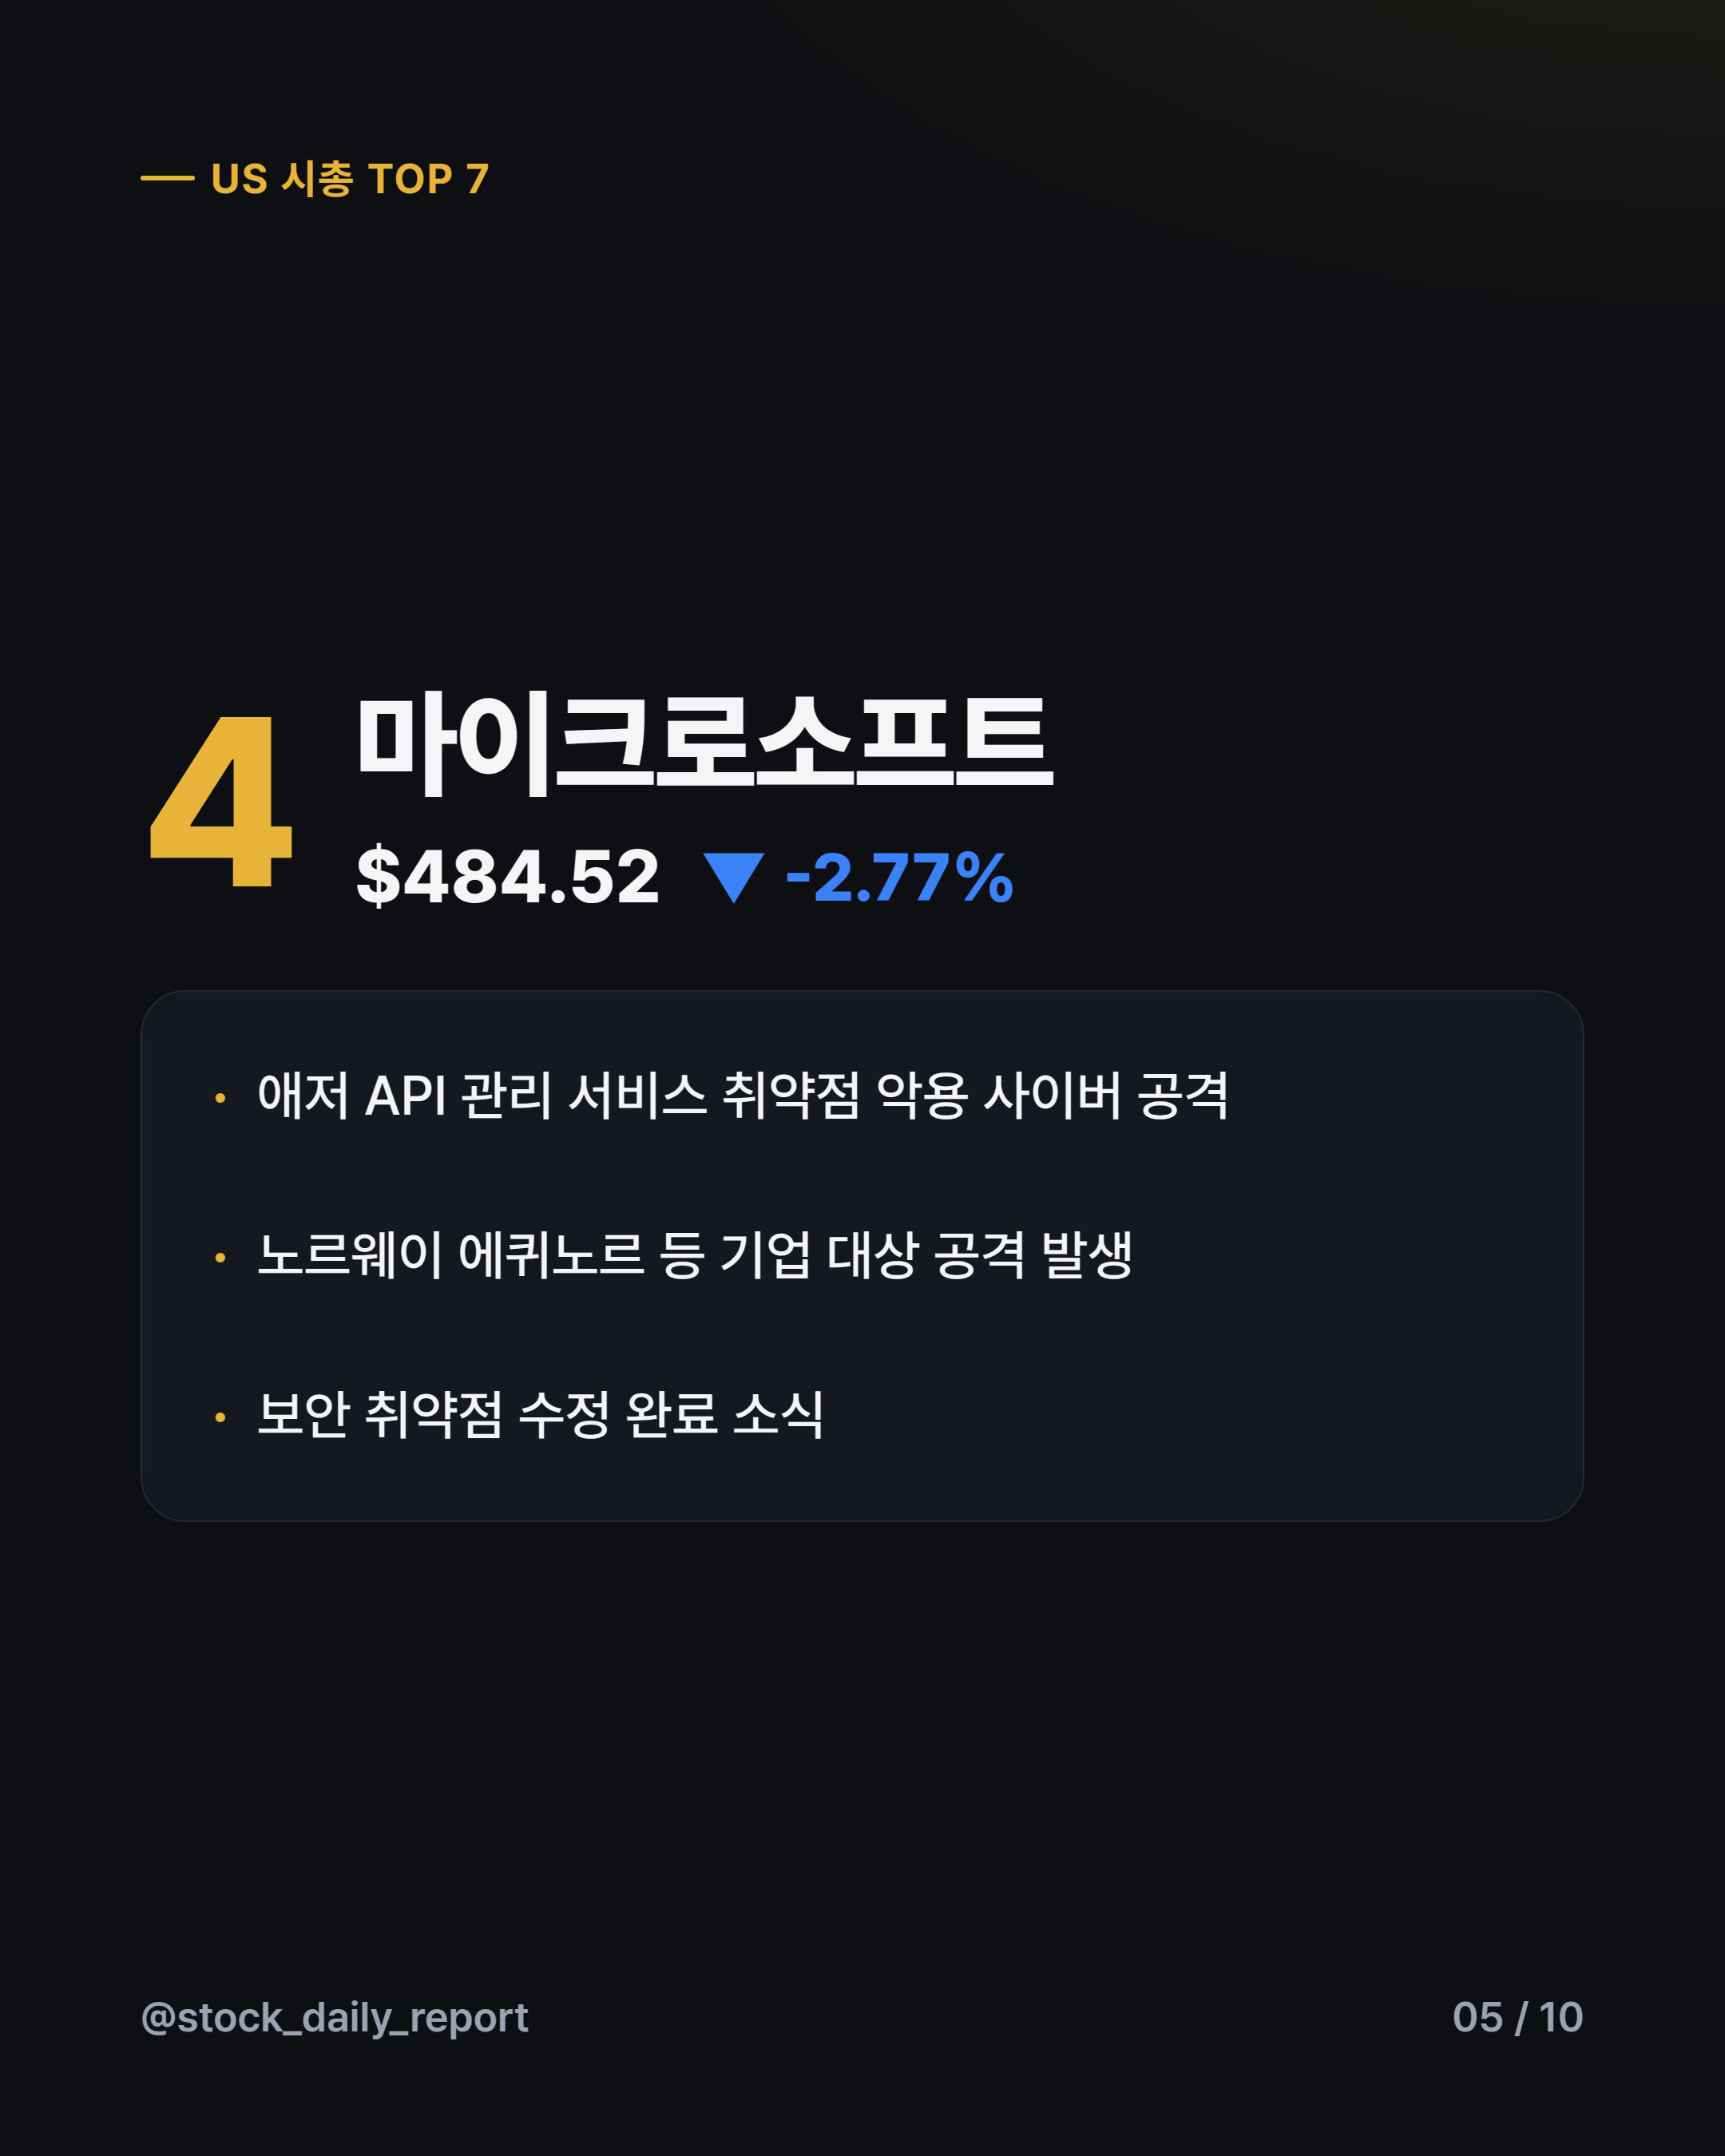 US 시총 TOP 7
4
마이크로소프트
$484.52 ▼ -2.77%
• 애저 API 관리 서비스 취약점 악용 사이버 공격
• 노르웨이 에퀴노르 등 기업 대상 공격 발생
• 보안 취약점 수정 완료 소식
@stock_daily_report
05 / 10